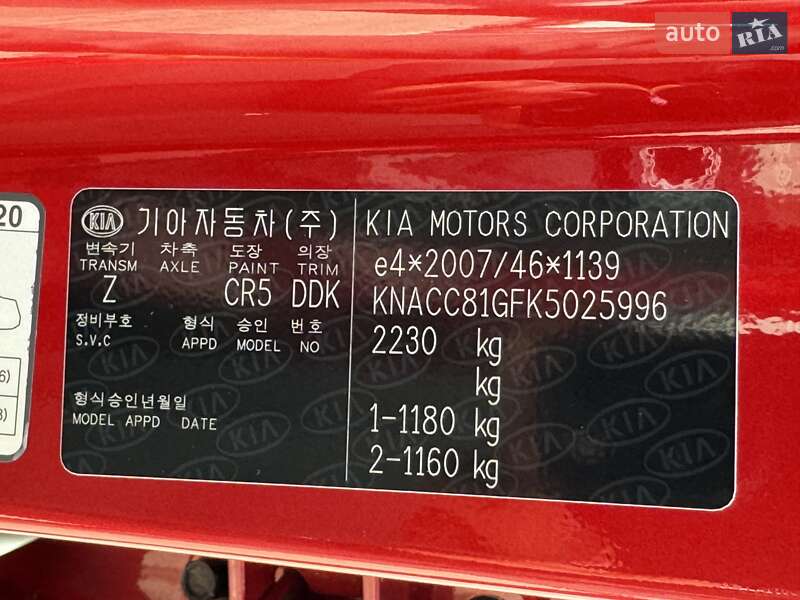 auto RIA
.com
20
KIA 기아자동차(주)
변속기 차축 도장 의장
TRANSM AXLE PAINT TRIM
Z CR5 DDK
정비부호 형식 승인 번호
S.V.C APPD MODEL NO
형식승인년월일
MODEL APPD DATE
KIA MOTORS CORPORATION
e4*2007/46*1139
KNACC81GFK5025996
2230 kg
kg
1-1180 kg
2-1160 kg
6)